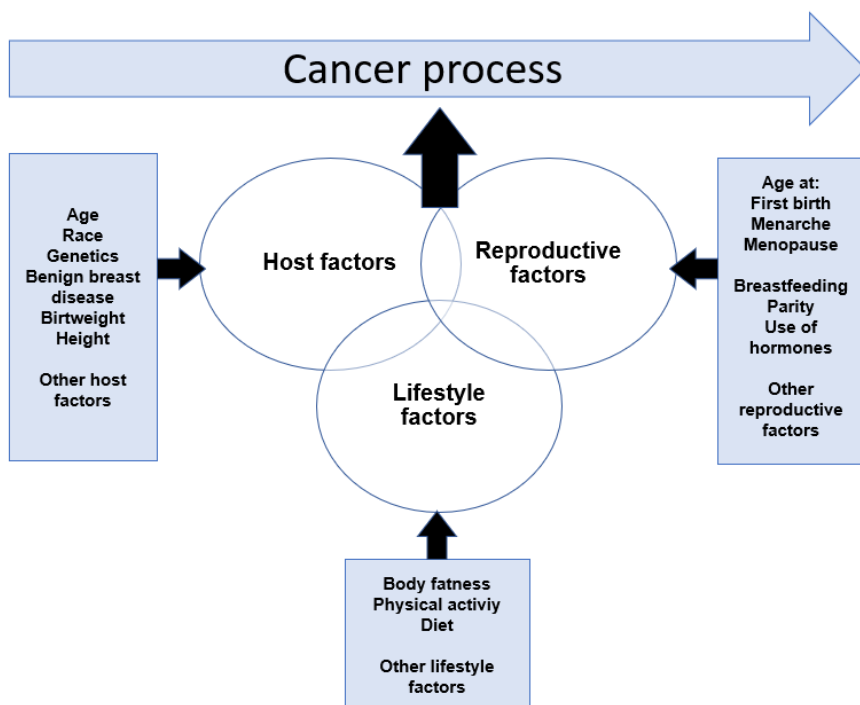 Cancer process
Age
Race
Genetics
Benign breast
disease
Birtweight
Height
Other host
factors
Host factors
Reproductive
factors
Lifestyle
factors
Age at:
First birth
Menarche
Menopause
Breastfeeding
Parity
Use of
hormones
Other
reproductive
factors
Body fatness
Physical activiy
Diet
Other lifestyle
factors